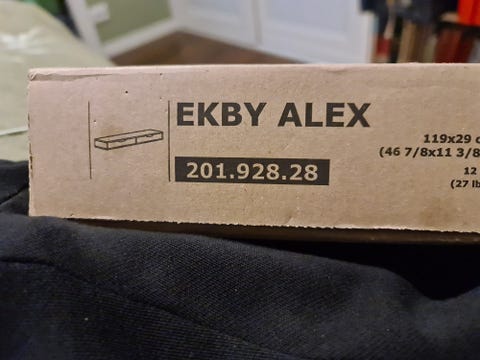 EKBY ALEX
201.928.28
119x29 c
(46 7/8x11 3/8
12
(27 lb